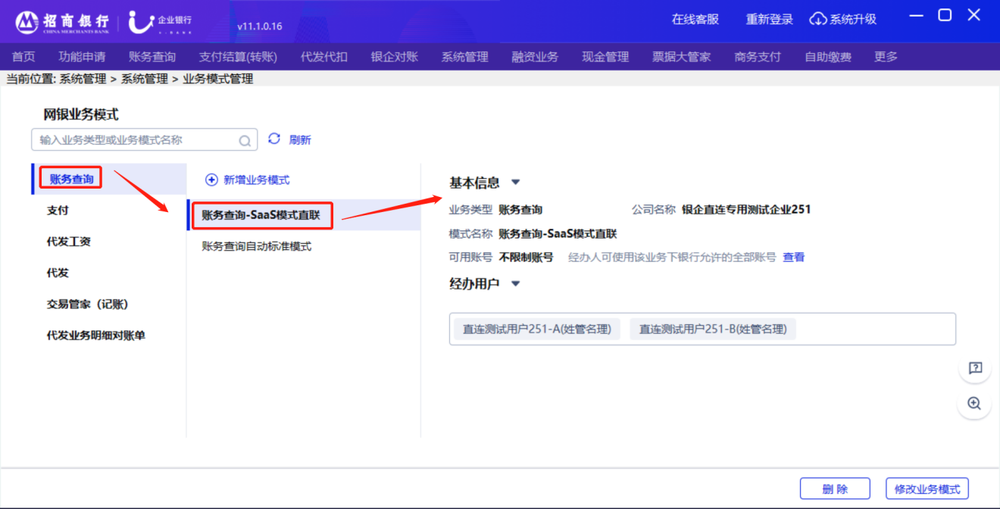 招商银行
CHINA MERCHANTS BANK
企业银行
U-BANK
v11.1.0.16
在线客服
重新登录
系统升级
首页 功能申请 账务查询 支付结算(转账) 代发代扣 银企对账 系统管理 融资业务 现金管理 票据大管家 商务支付 自助缴费 更多
当前位置: 系统管理 > 系统管理 > 业务模式管理
网银业务模式
输入业务类型或业务模式名称
刷新
账务查询
支付
代发工资
代发
交易管家（记账）
代发业务明细对账单
新增业务模式
账务查询-SaaS模式直联
账务查询自动标准模式
基本信息
业务类型 账务查询 公司名称 银企直连专用测试企业251
模式名称 账务查询-SaaS模式直联
可用账号 不限制账号 经办人可使用该业务下银行允许的全部账号 查看
经办用户
直连测试用户251-A(姓管名理) 直连测试用户251-B(姓管名理)
删 除
修改业务模式